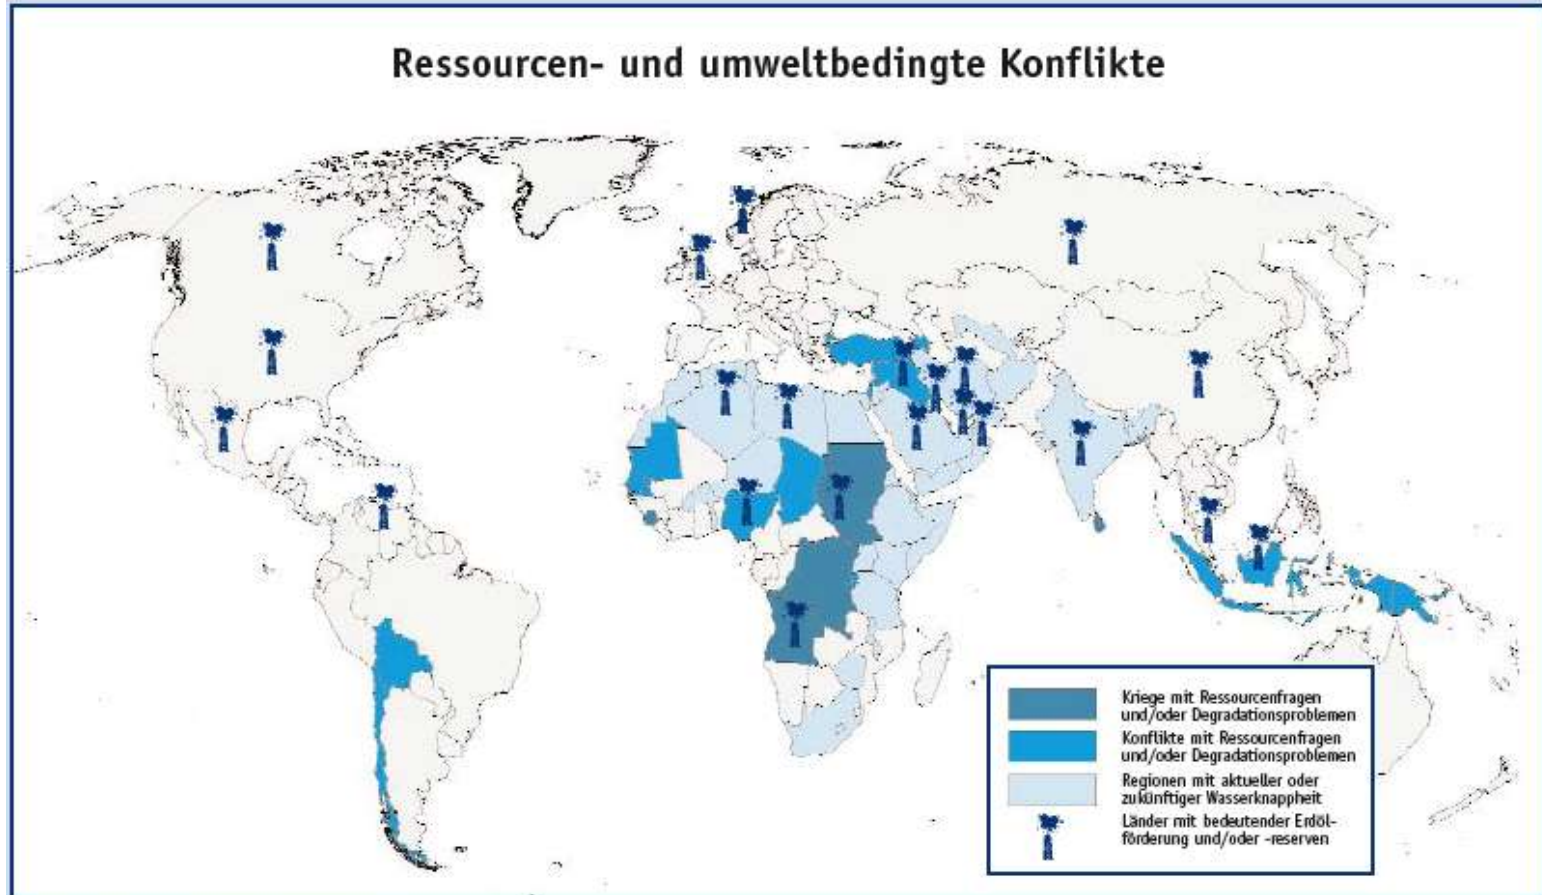 Ressourcen- und umweltbedingte Konflikte
Kriege mit Ressourcenfragen
und/oder Degradationsproblemen
Konflikte mit Ressourcenfragen
und/oder Degradationsproblemen
Regionen mit aktueller oder
zukünftiger Wasserknappheit
Länder mit bedeutender Erdöl-
förderung und/oder -reserven